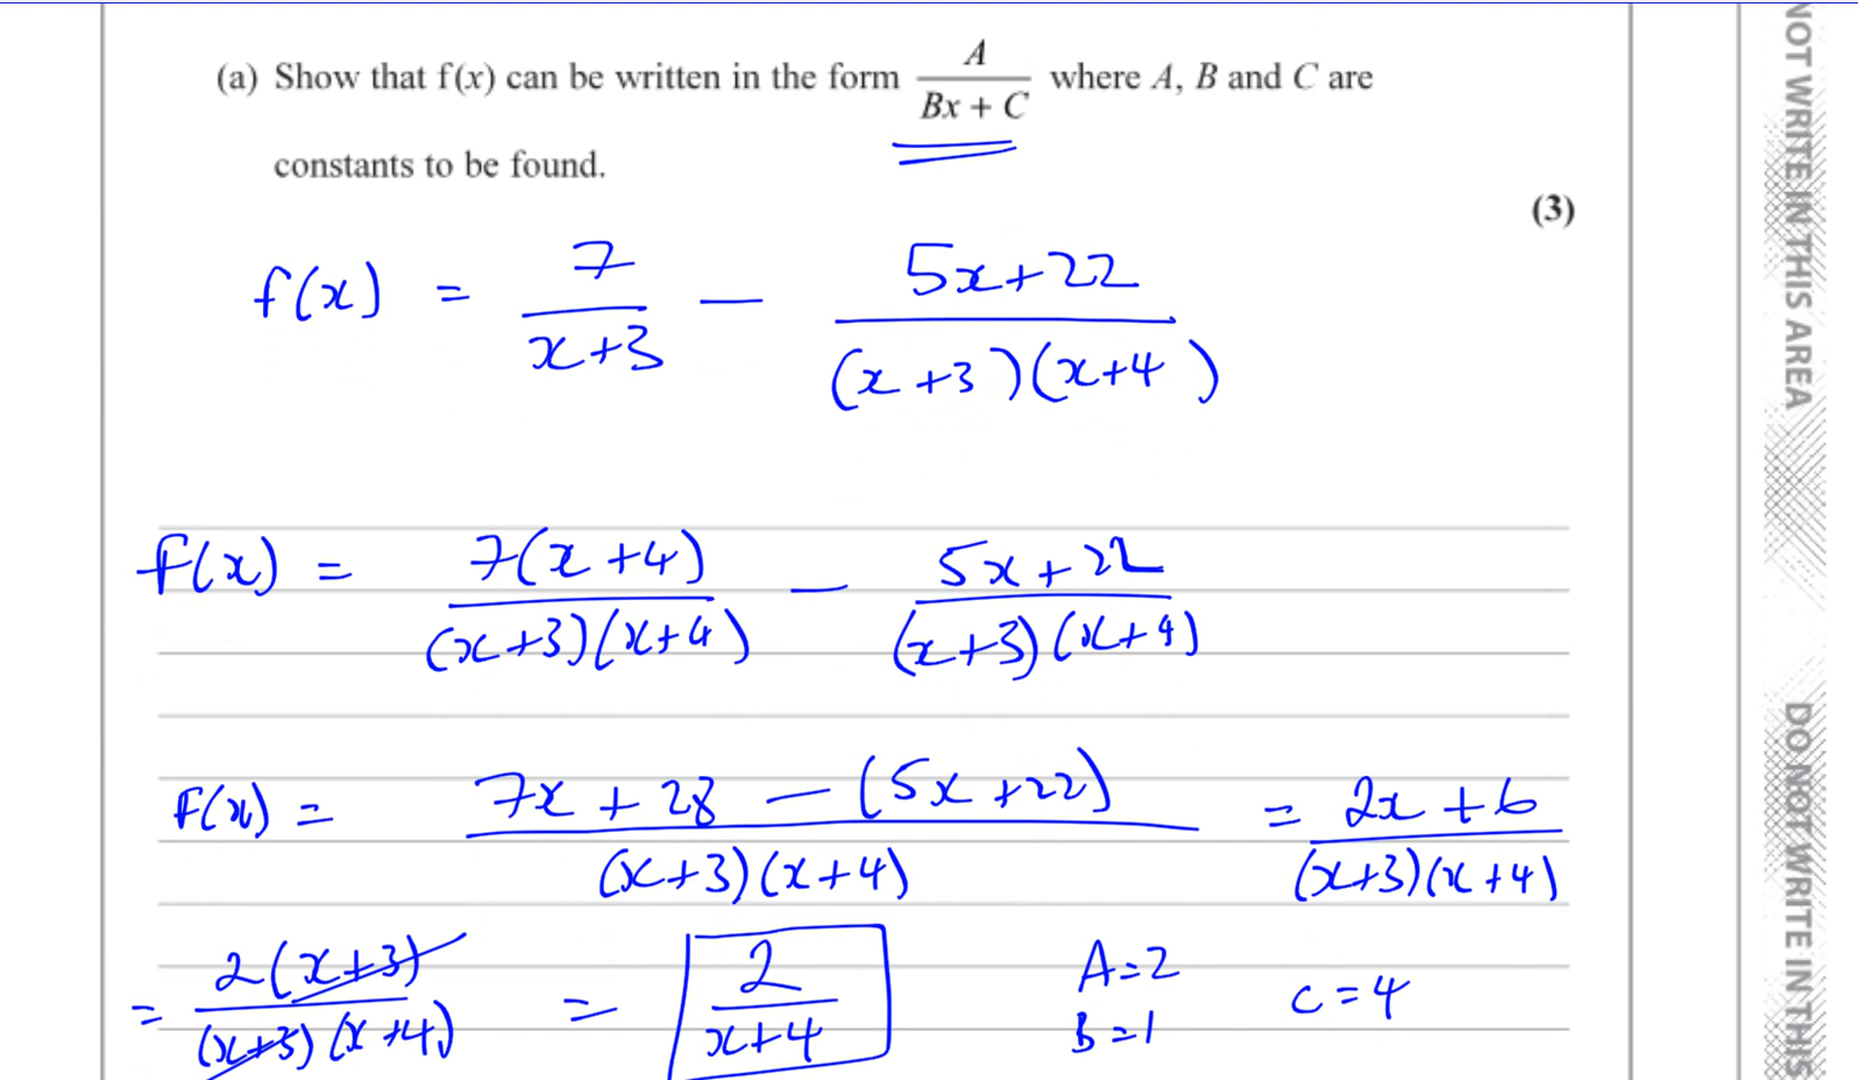 (a) Show that f(x) can be written in the form A/(Bx + C) where A, B and C are
constants to be found.
(3)
f(x) = 7/(x+3) − (5x+22)/((x+3)(x+4))
f(x) = 7(x+4)/((x+3)(x+4)) − (5x+22)/((x+3)(x+4))
F(x) = (7x + 28 − (5x+22))/((x+3)(x+4)) = (2x+6)/((x+3)(x+4))
= 2(x+3)/((x+3)(x+4)) = 2/(x+4) A=2 B=1 C=4
NOT WRITE IN THIS AREA
DO NOT WRITE IN THIS